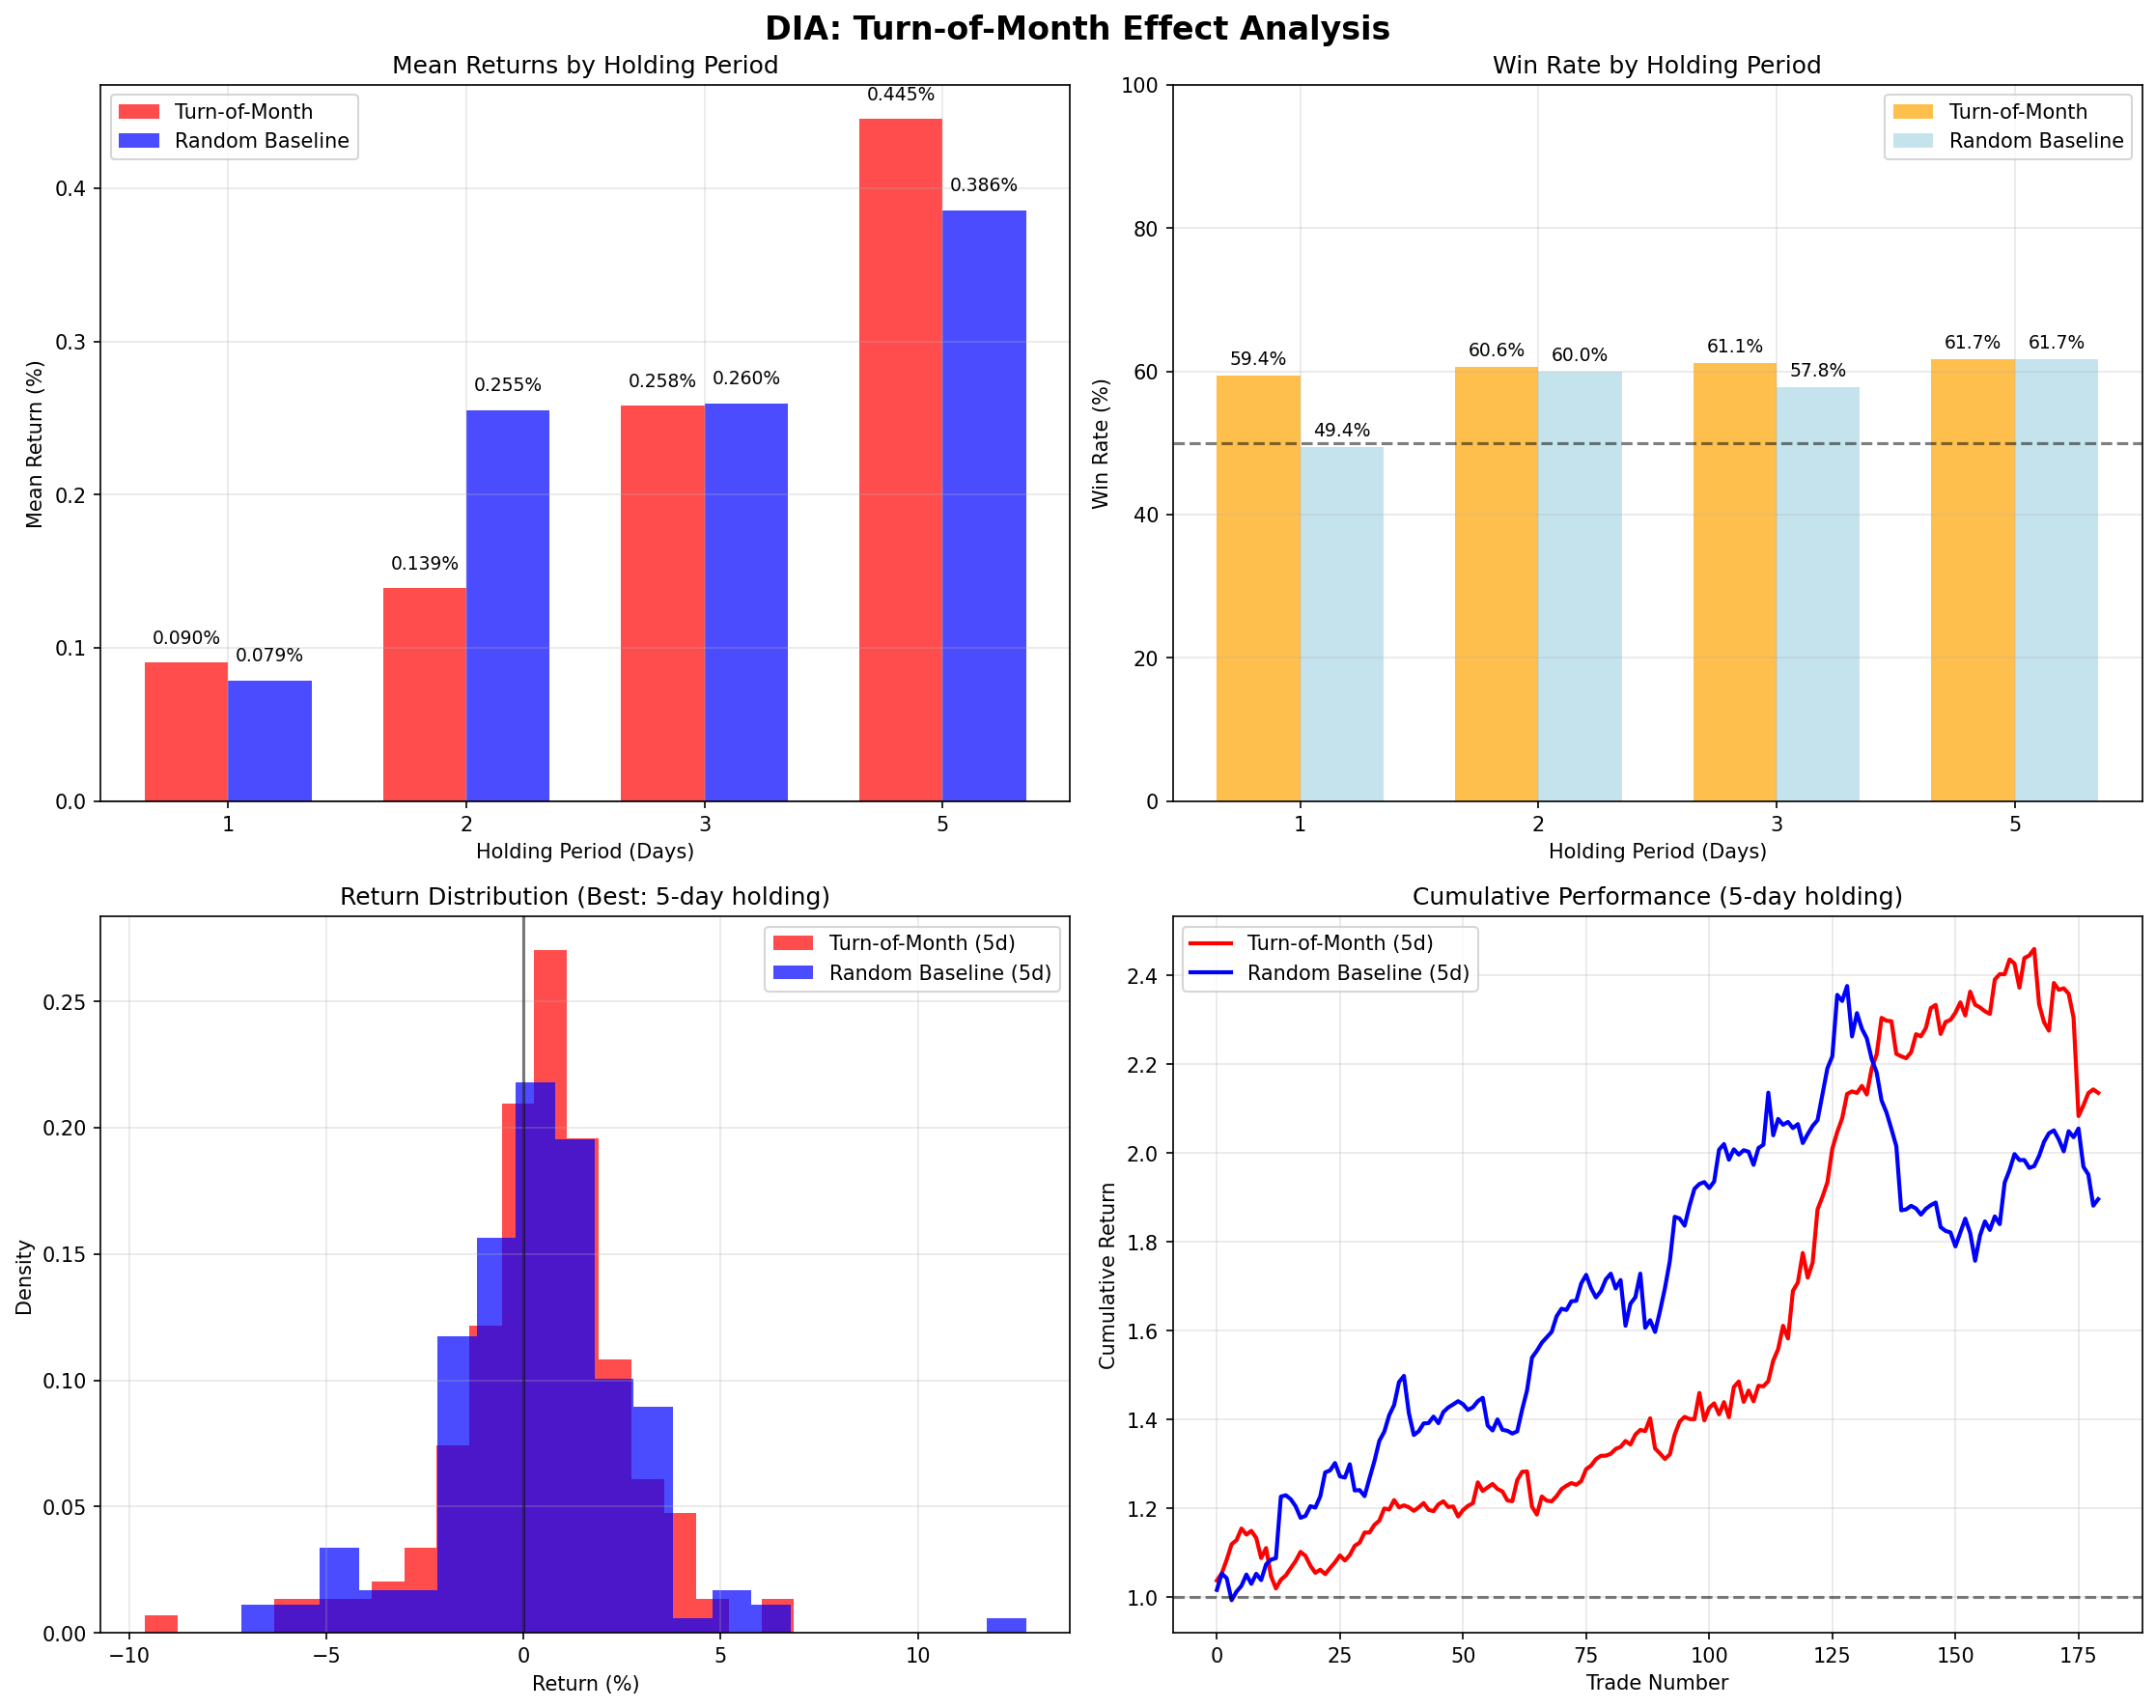 DIA: Turn-of-Month Effect Analysis
Mean Returns by Holding Period
Turn-of-Month
Random Baseline
0.445%
0.386%
0.255%
0.258%
0.260%
0.139%
0.090%
0.079%
0.4
0.3
0.2
0.1
0.0
Mean Return (%)
1 2 3 5
Holding Period (Days)
Win Rate by Holding Period
Turn-of-Month
Random Baseline
100
80
60
40
20
0
Win Rate (%)
59.4%
49.4%
60.6%
60.0%
61.1%
57.8%
61.7%
61.7%
1 2 3 5
Holding Period (Days)
Return Distribution (Best: 5-day holding)
Turn-of-Month (5d)
Random Baseline (5d)
0.25
0.20
0.15
0.10
0.05
0.00
Density
−10 −5 0 5 10
Return (%)
Cumulative Performance (5-day holding)
Turn-of-Month (5d)
Random Baseline (5d)
2.4
2.2
2.0
1.8
1.6
1.4
1.2
1.0
Cumulative Return
0 25 50 75 100 125 150 175
Trade Number